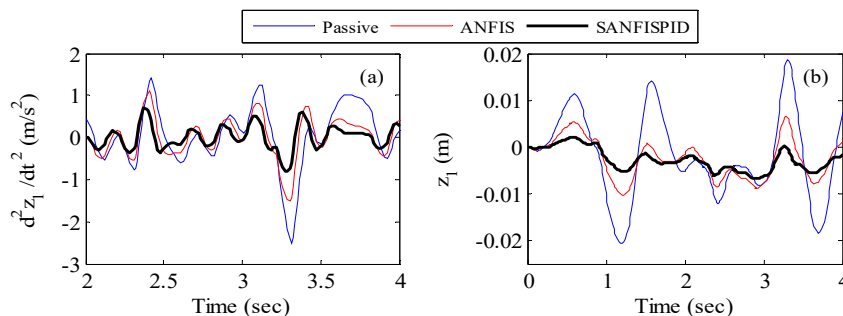 Passive ANFIS SANFISPID
(a)
d²z₁/dt² (m/s²)
2
1
0
-1
-2
-3
2 2.5 3 3.5 4
Time (sec)
(b)
z₁ (m)
0.02
0.01
0
-0.01
-0.02
0 1 2 3 4
Time (sec)